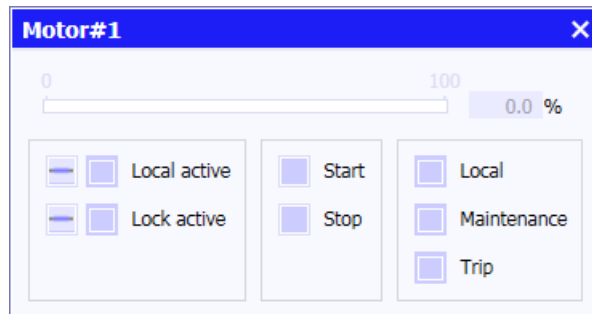 Motor#1
0 100
0.0 %
Local active Start Local
Lock active Stop Maintenance
Trip